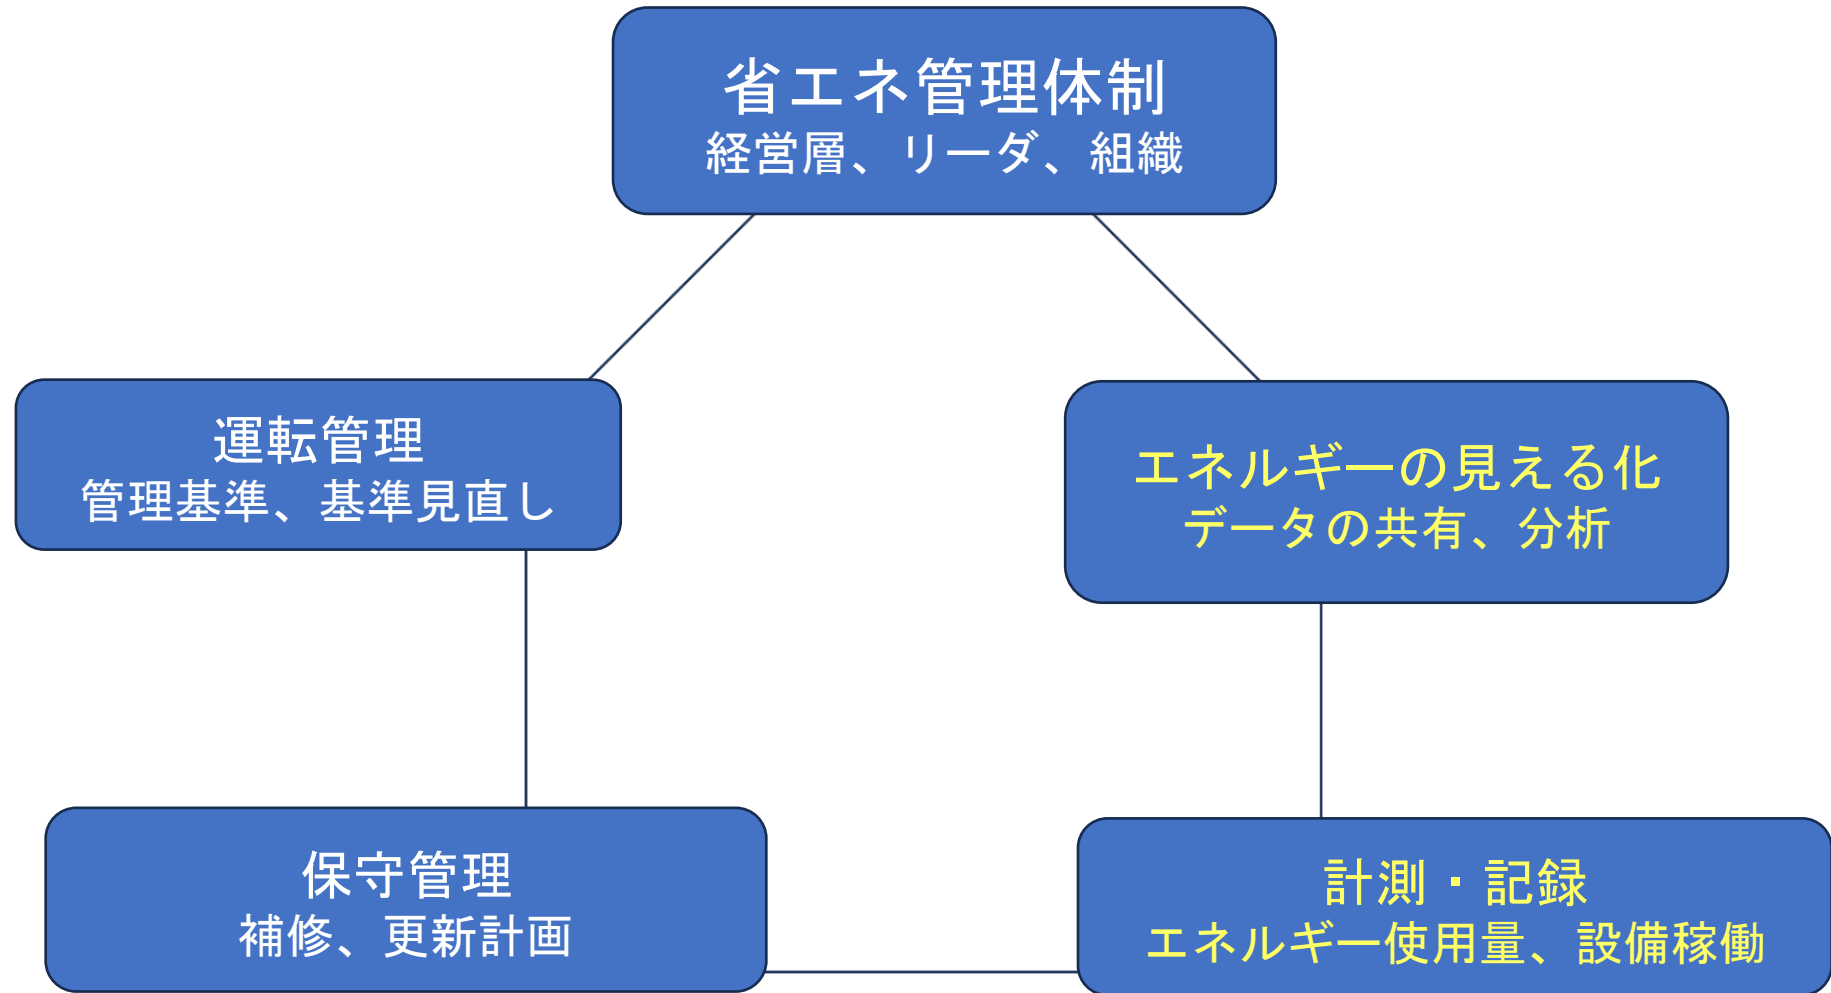 省エネ管理体制
経営層、リーダ、組織
運転管理
管理基準、基準見直し
エネルギーの見える化
データの共有、分析
保守管理
補修、更新計画
計測・記録
エネルギー使用量、設備稼働